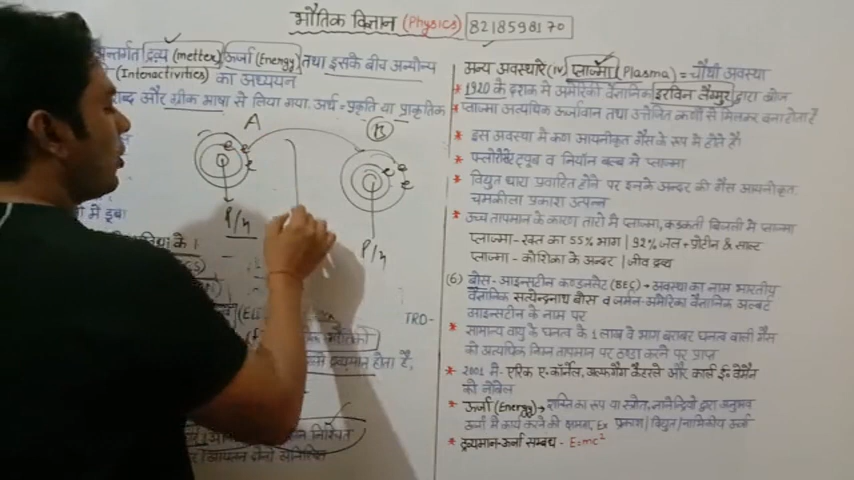 भौतिक विज्ञान (Physics) 8218598170
अन्तर्गत द्रव्य (metter) ऊर्जा (Energy) तथा इसके बीच अन्योन्य
(Interactivities) का अध्ययन
शब्द और ग्रीक भाषा से लिया गया. अर्थ = प्रकृति या प्राकृतिक
A
B
e e e
e e e
P/n
P/n
में डूबा
के ।
TRD-
होता है,
निश्चित
अन्य अवस्थारे (iv) प्लाज्मा (Plasma) = चौथी अवस्था
* 1920 के दशक में अमेरिकी वैज्ञानिक इरविन लैंग्मुर द्वारा खोज
* प्लाज्मा अत्यधिक ऊर्जावान तथा उत्तेजित कणों से मिलकर बना होता है
* इस अवस्था में कण आयनीकृत गैस के रूप में होते है।
* फ्लोरोसेंट ट्यूब व नियॉन बल्ब में प्लाज्मा
* विद्युत धारा प्रवाहित होने पर इनके अन्दर की गैस आयनीकृत
चमकीला प्रकाश उत्पन्न
* उच्च तापमान के कारण तारों में प्लाज्मा, कड़कती बिजली में प्लाज्मा
प्लाज्मा - रक्त का 55% भाग | 92% जल + प्रोटीन & साल्ट
प्लाज्मा - कोशिका के अन्दर | जीव द्रव्य
(6) बोस - आइन्सटीन कण्डनसेट (BEC) = अवस्था का नाम भारतीय
वैज्ञानिक सत्येन्द्रनाथ बोस व जर्मन-अमेरिका वैज्ञानिक अल्बर्ट
आइन्सटीन के नाम पर
* सामान्य वायु के घनत्व के 1 लाख वे भाग बराबर घनत्व वाली गैस
को अत्यधिक निम्न तापमान पर ठण्डा करने पर प्राप्त
* 2001 में- एरिक ए-कॉर्नेल, उल्फगैंग कैटरले और कार्ल ई० वेमैन
को नोबेल
* ऊर्जा (Energy) → शक्ति का रूप या स्रोत, ज्ञानेन्द्रियों द्वारा अनुभव
ऊर्जा में कार्य करने की क्षमता, Ex प्रकाश | विद्युत | नाभिकीय ऊर्जा
* द्रव्यमान-ऊर्जा सम्बन्ध - E=mc²